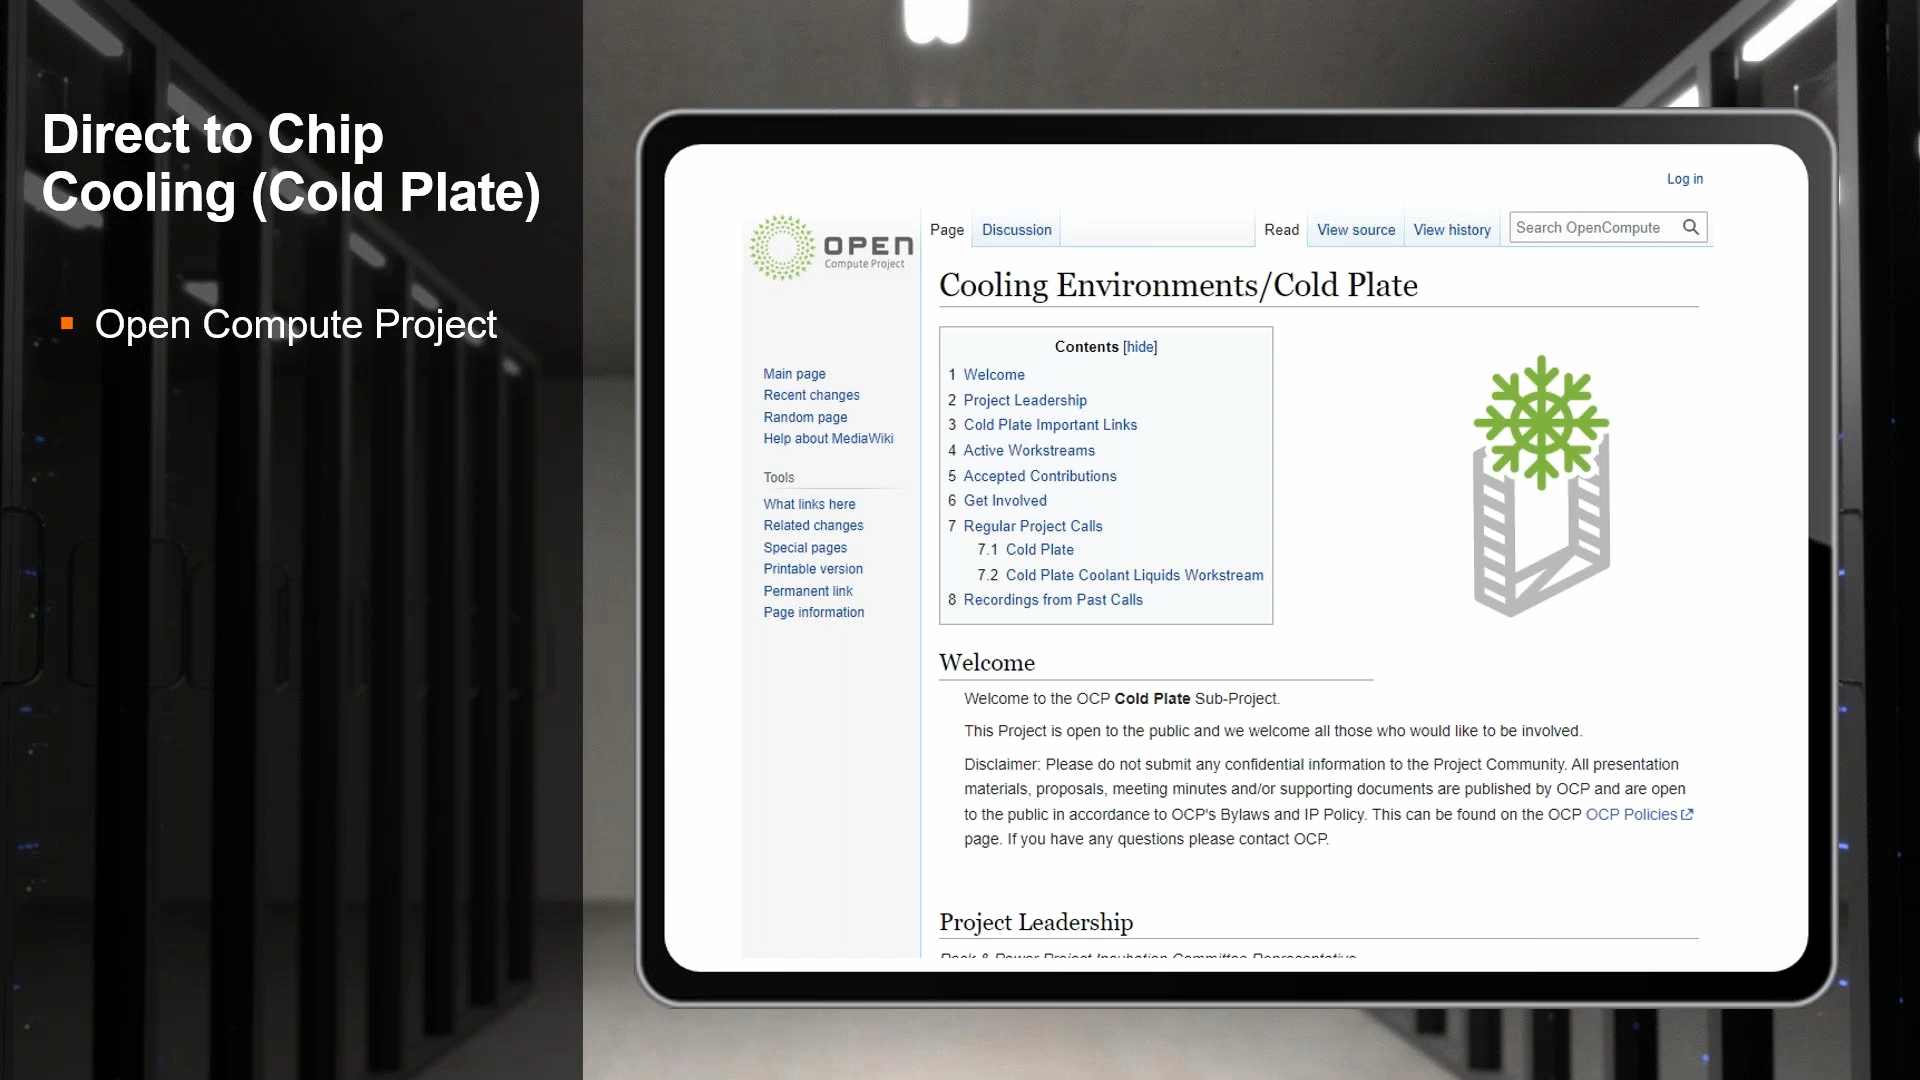 Direct to Chip
Cooling (Cold Plate)
Open Compute Project
Log in
OPEN
Compute Project
Page
Discussion
Read
View source
View history
Search OpenCompute
Cooling Environments/Cold Plate
Main page
Recent changes
Random page
Help about MediaWiki
Tools
What links here
Related changes
Special pages
Printable version
Permanent link
Page information
Contents [hide]
1 Welcome
2 Project Leadership
3 Cold Plate Important Links
4 Active Workstreams
5 Accepted Contributions
6 Get Involved
7 Regular Project Calls
7.1 Cold Plate
7.2 Cold Plate Coolant Liquids Workstream
8 Recordings from Past Calls
Welcome
Welcome to the OCP Cold Plate Sub-Project.
This Project is open to the public and we welcome all those who would like to be involved.
Disclaimer: Please do not submit any confidential information to the Project Community. All presentation
materials, proposals, meeting minutes and/or supporting documents are published by OCP and are open
to the public in accordance to OCP's Bylaws and IP Policy. This can be found on the OCP OCP Policies
page. If you have any questions please contact OCP.
Project Leadership
Rack & Power Project Incubation Committee Representative